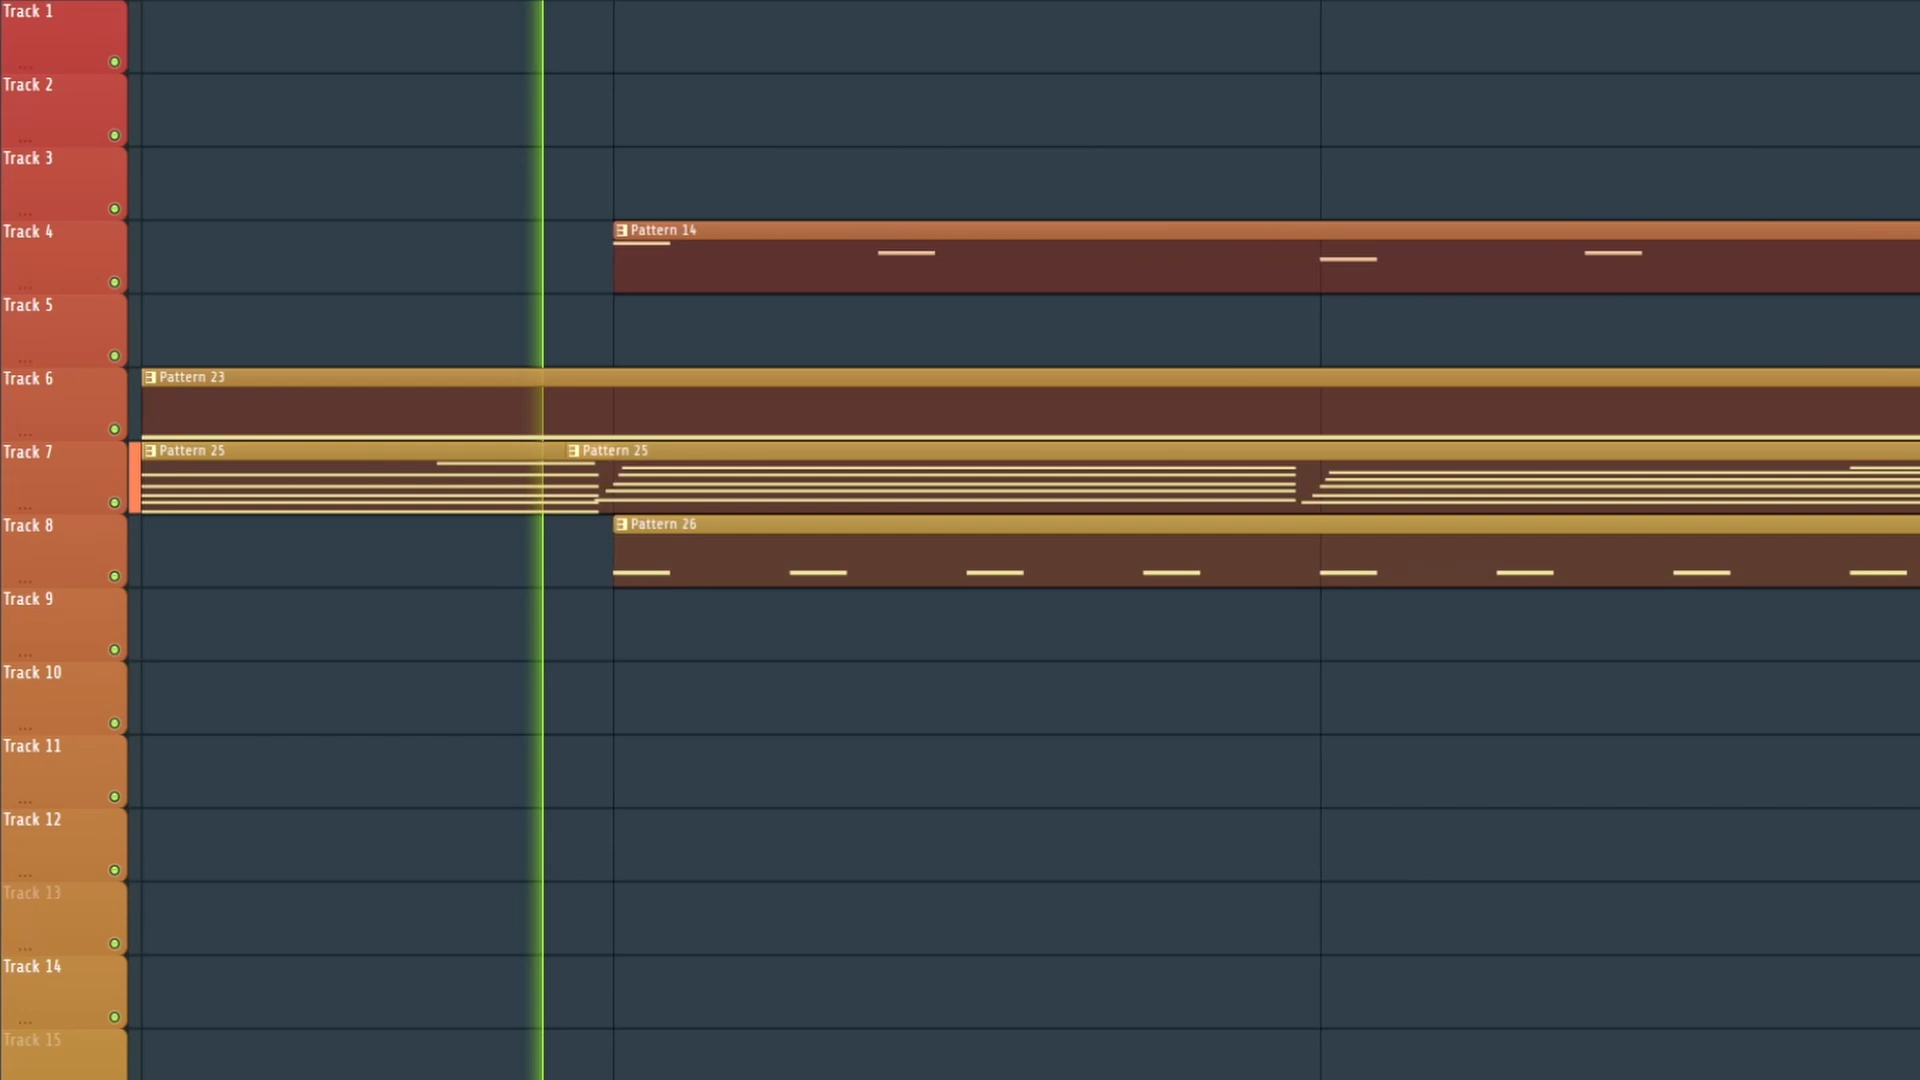 Track 1
Track 2
Track 3
Track 4
Pattern 14
Track 5
Track 6
Pattern 23
Track 7
Pattern 25
Pattern 25
Track 8
Pattern 26
Track 9
Track 10
Track 11
Track 12
Track 13
Track 14
Track 15